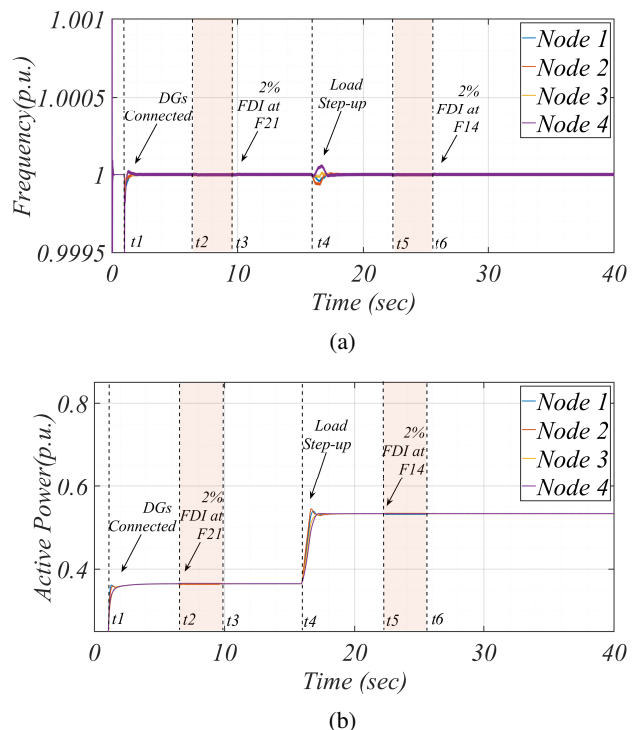 1.001
1.0005
1
0.9995
Frequency(p.u.)
DGs
Connected
2%
FDI at
F21
Load
Step-up
2%
FDI at
F14
Node 1
Node 2
Node 3
Node 4
t1
t2
t3
t4
t5
t6
0
10
20
30
40
Time (sec)
(a)
0.8
0.6
0.4
Active Power(p.u.)
DGs
Connected
2%
FDI at
F21
Load
Step-up
2%
FDI at
F14
Node 1
Node 2
Node 3
Node 4
t1
t2
t3
t4
t5
t6
0
10
20
30
40
Time (sec)
(b)